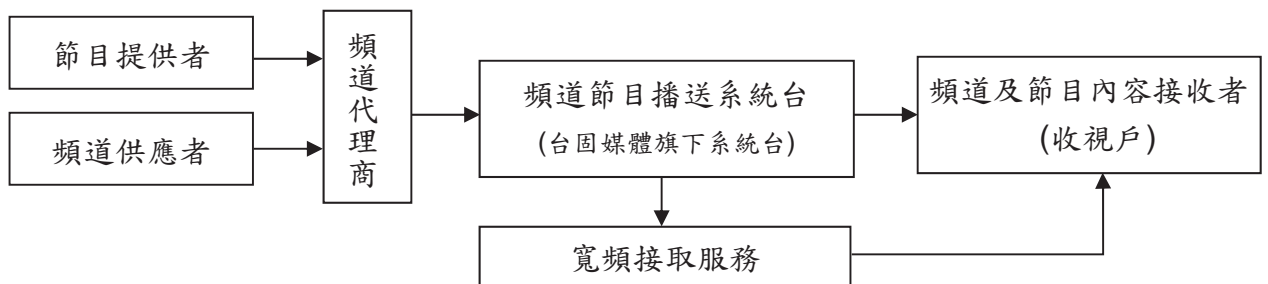 節目提供者
頻道供應者
頻道代理商
頻道節目播送系統台
(台固媒體旗下系統台)
寬頻接取服務
頻道及節目內容接收者
(收視戶)